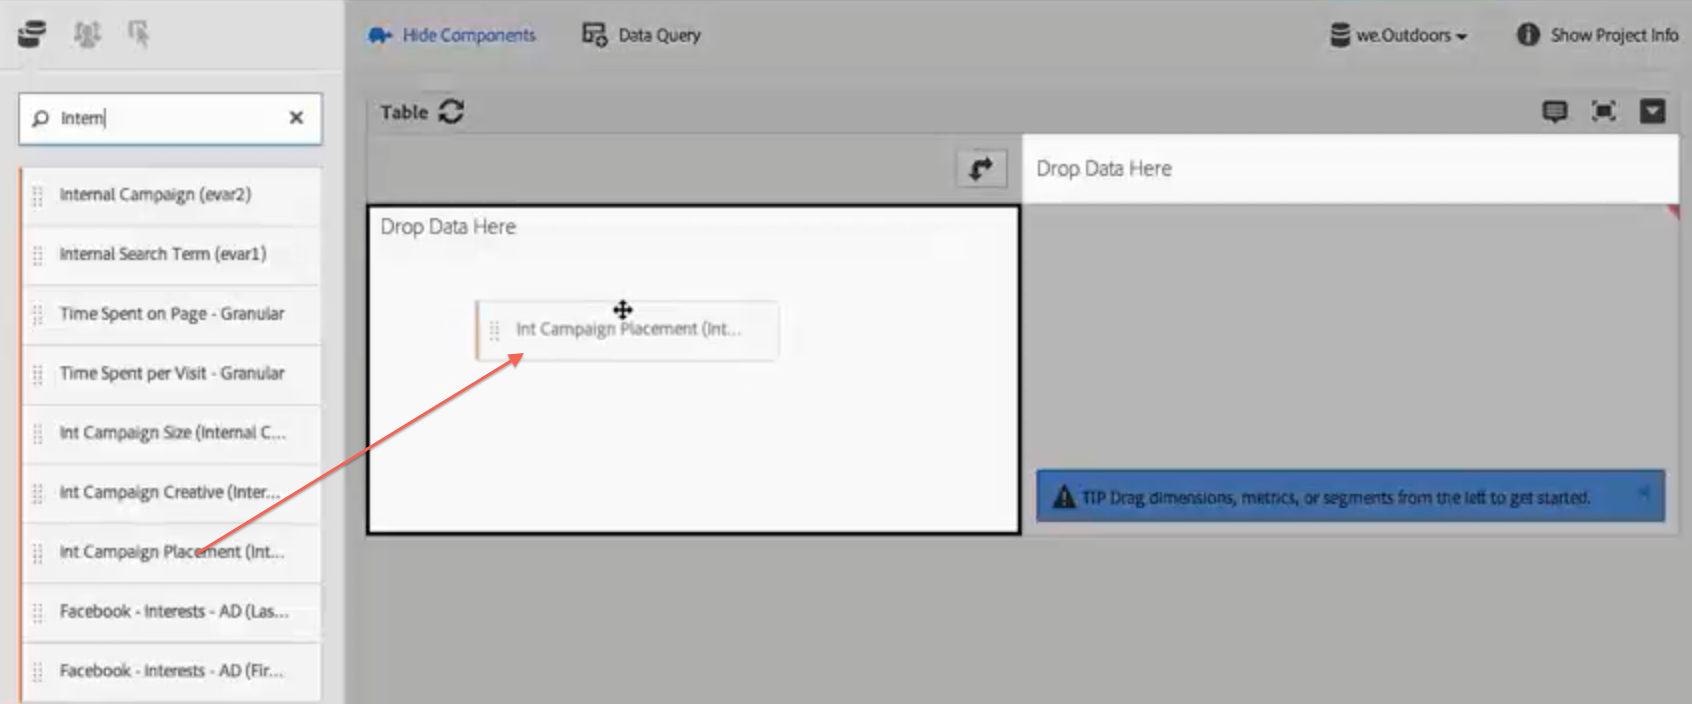 Hide Components
Data Query
we.Outdoors
Show Project Info
Intern
Internal Campaign (evar2)
Internal Search Term (evar1)
Time Spent on Page - Granular
Time Spent per Visit - Granular
Int Campaign Size (Internal C...
Int Campaign Creative (Inter...
Int Campaign Placement (Int...
Facebook - Interests - AD (Las...
Facebook - Interests - AD (Fir...
Table
Drop Data Here
Drop Data Here
Int Campaign Placement (Int...
TIP Drag dimensions, metrics, or segments from the left to get started.